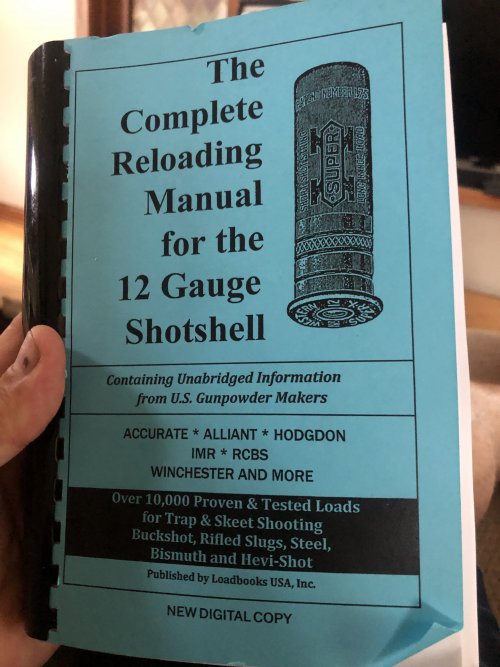 The
Complete
Reloading
Manual
for the
12 Gauge
Shotshell
SUPER
WESTERN
12
Containing Unabridged Information
from U.S. Gunpowder Makers
ACCURATE * ALLIANT * HODGDON
IMR * RCBS
WINCHESTER AND MORE
Over 10,000 Proven & Tested Loads
for Trap & Skeet Shooting
Buckshot, Rifled Slugs, Steel,
Bismuth and Hevi-Shot
Published by Loadbooks USA, Inc.
NEW DIGITAL COPY